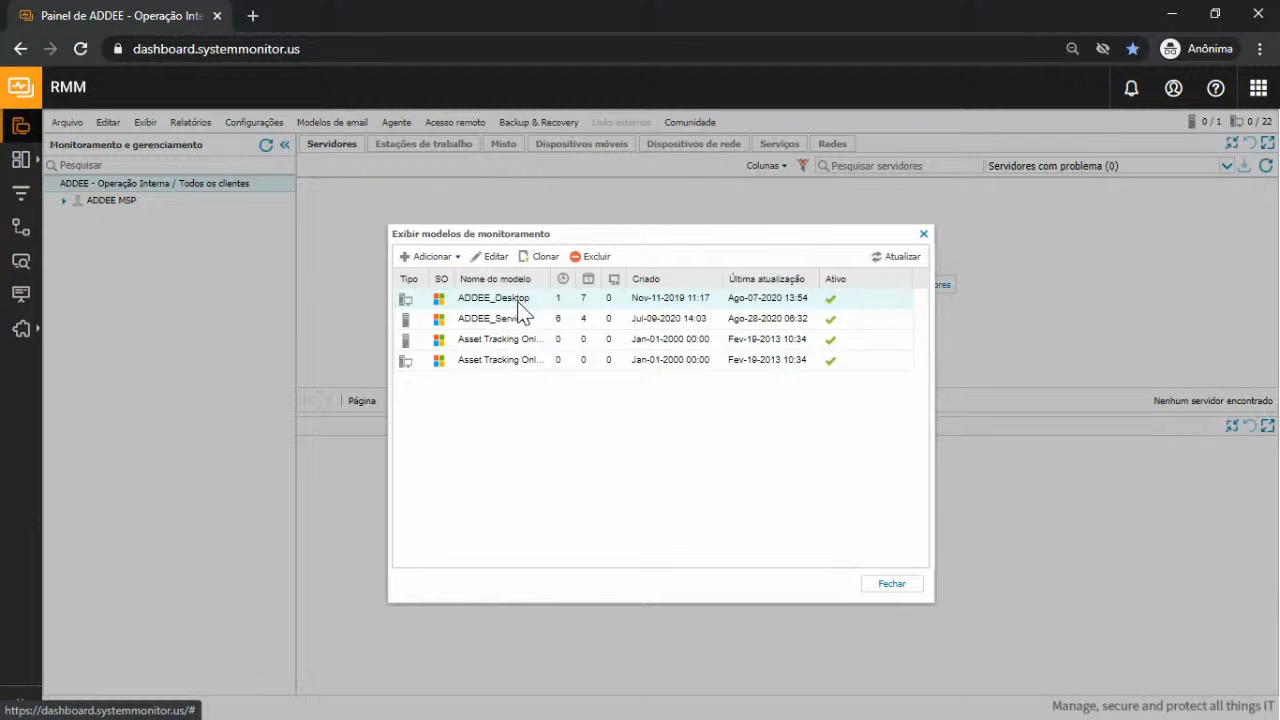 Painel de ADDEE - Operação Inte
dashboard.systemmonitor.us
Anônima
RMM
Arquivo Editar Exibir Relatórios Configurações Modelos de email Agente Acesso remoto Backup & Recovery Links externos Comunidade 0 / 1 0 / 22
Monitoramento e gerenciamento
Servidores Estações de trabalho Misto Dispositivos móveis Dispositivos de rede Serviços Redes
Pesquisar
Colunas Pesquisar servidores Servidores com problema (0)
ADDEE - Operação Interna / Todos os clientes
ADDEE MSP
Exibir modelos de monitoramento
Adicionar Editar Clonar Excluir Atualizar
Tipo SO Nome do modelo Criado Última atualização Ativo
ores
ADDEE_Desktop 1 7 0 Nov-11-2019 11:17 Ago-07-2020 13:54
6 4 0 Jul-09-2020 14:03 Ago-28-2020 06:32
Asset Tracking Onl... 0 0 0 Jan-01-2000 00:00 Fev-19-2013 10:34
Asset Tracking Onl... 0 0 0 Jan-01-2000 00:00 Fev-19-2013 10:34
Página
Nenhum servidor encontrado
Fechar
https://dashboard.systemmonitor.us/#
Manage, secure and protect all things IT